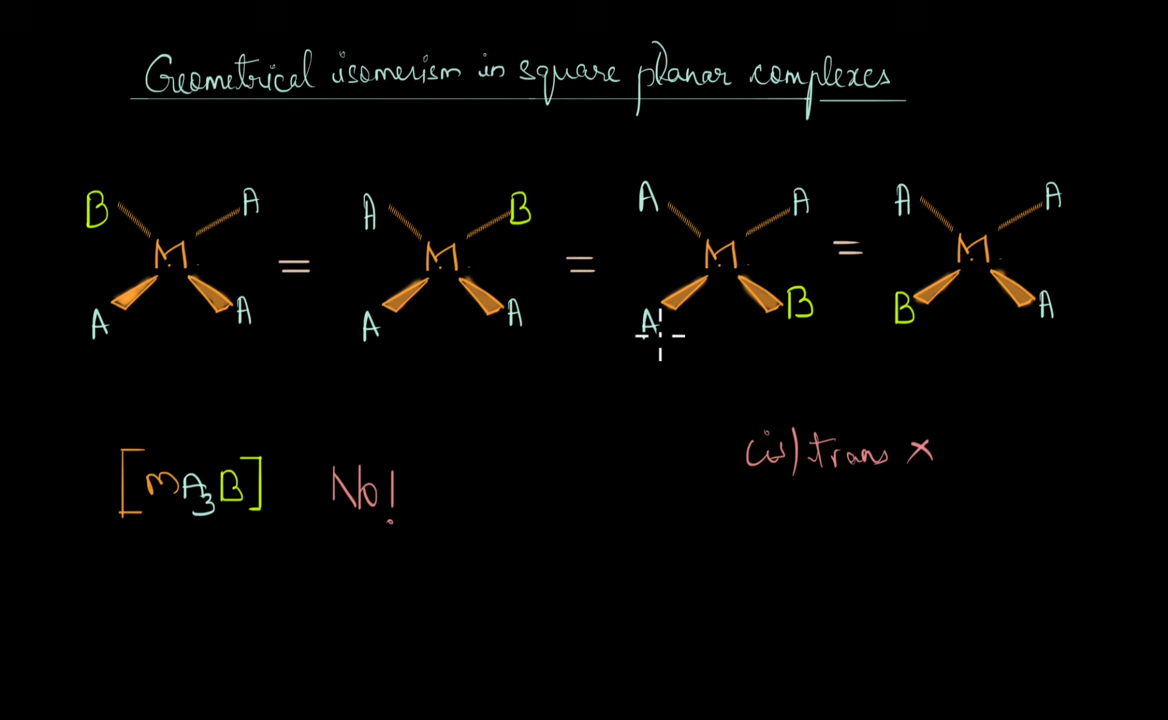 Geometrical isomerism in square planar complexes
B A A B A A A A
M = M = M = M
A A A A A B B A
cis/trans ×
[MA₃B] No!